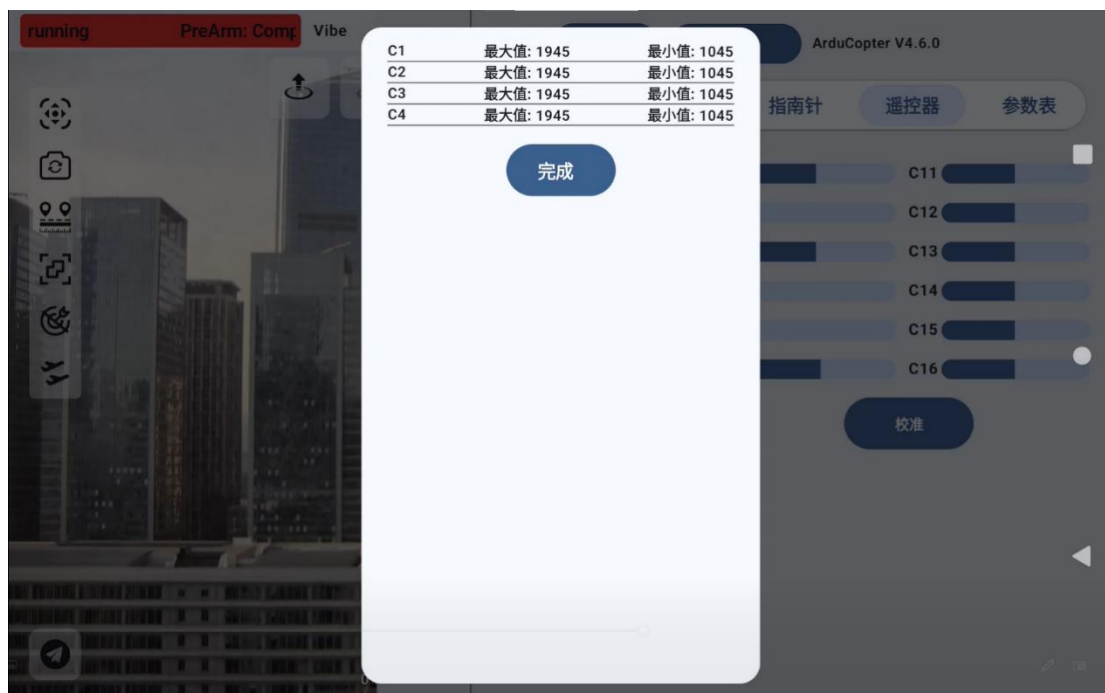 running PreArm: Comp Vibe
ArduCopter V4.6.0
C1 最大值: 1945 最小值: 1045
C2 最大值: 1945 最小值: 1045
C3 最大值: 1945 最小值: 1045
C4 最大值: 1945 最小值: 1045
完成
指南针 遥控器 参数表
C11
C12
C13
C14
C15
C16
校准